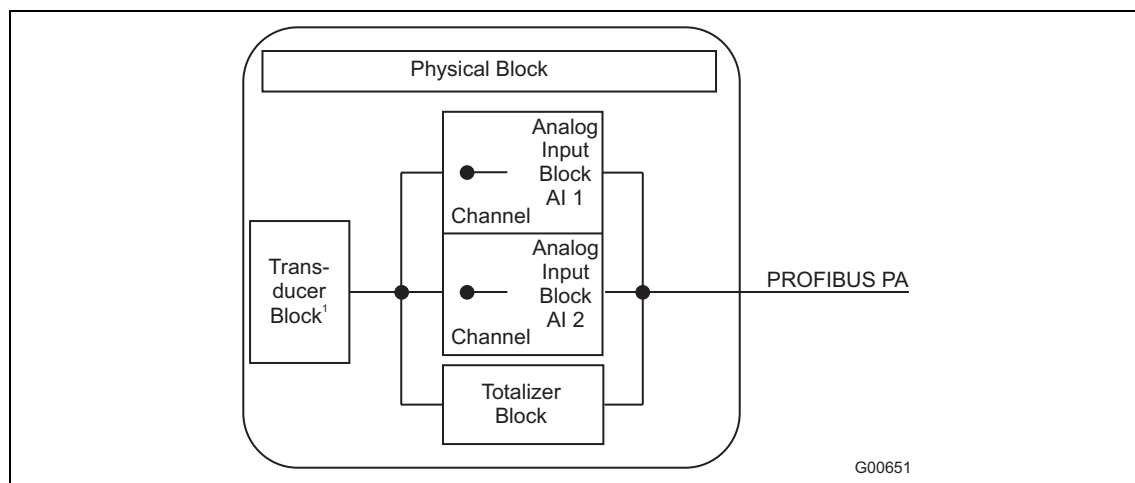 Physical Block
Analog
Input
Block
AI 1
Channel
Trans-
ducer
Block¹
Analog
Input
Block
AI 2
Channel
PROFIBUS PA
Totalizer
Block
G00651